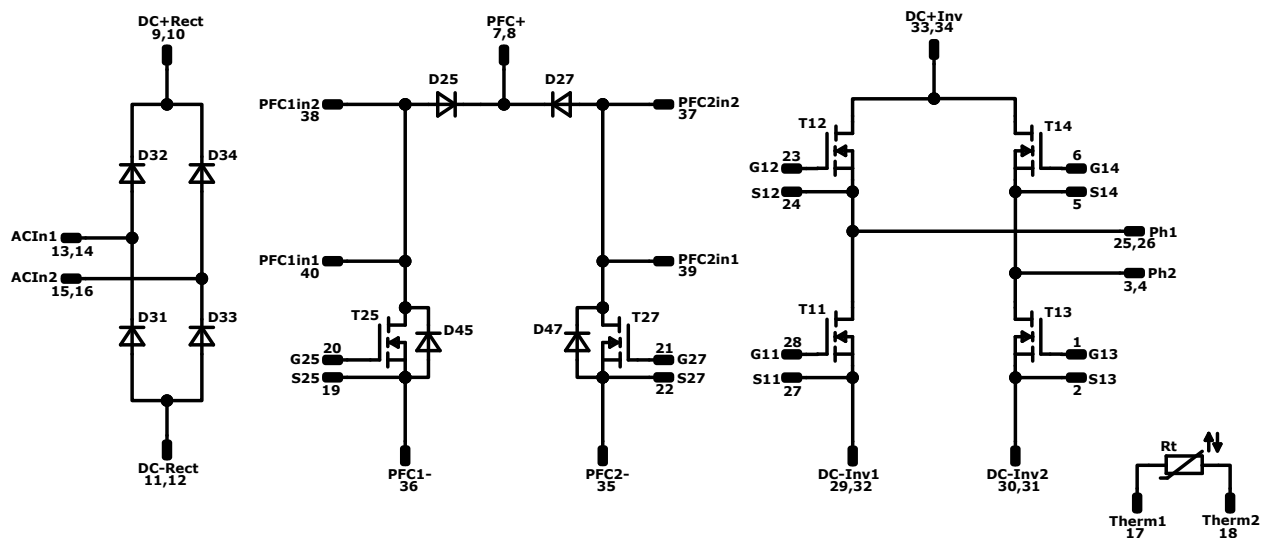 DC+Rect
9,10
D32
D34
ACIn1
13,14
ACIn2
15,16
D31
D33
DC-Rect
11,12
PFC+
7,8
D25
D27
PFC1in2
38
PFC2in2
37
PFC1in1
40
PFC2in1
39
T25
D45
D47
T27
20
G25
S25
19
21
G27
S27
22
PFC1-
36
PFC2-
35
DC+Inv
33,34
T12
T14
23
G12
S12
24
6
G14
S14
5
Ph1
25,26
Ph2
3,4
T11
T13
28
G11
S11
27
1
G13
S13
2
DC-Inv1
29,32
DC-Inv2
30,31
Rt
Therm1
17
Therm2
18